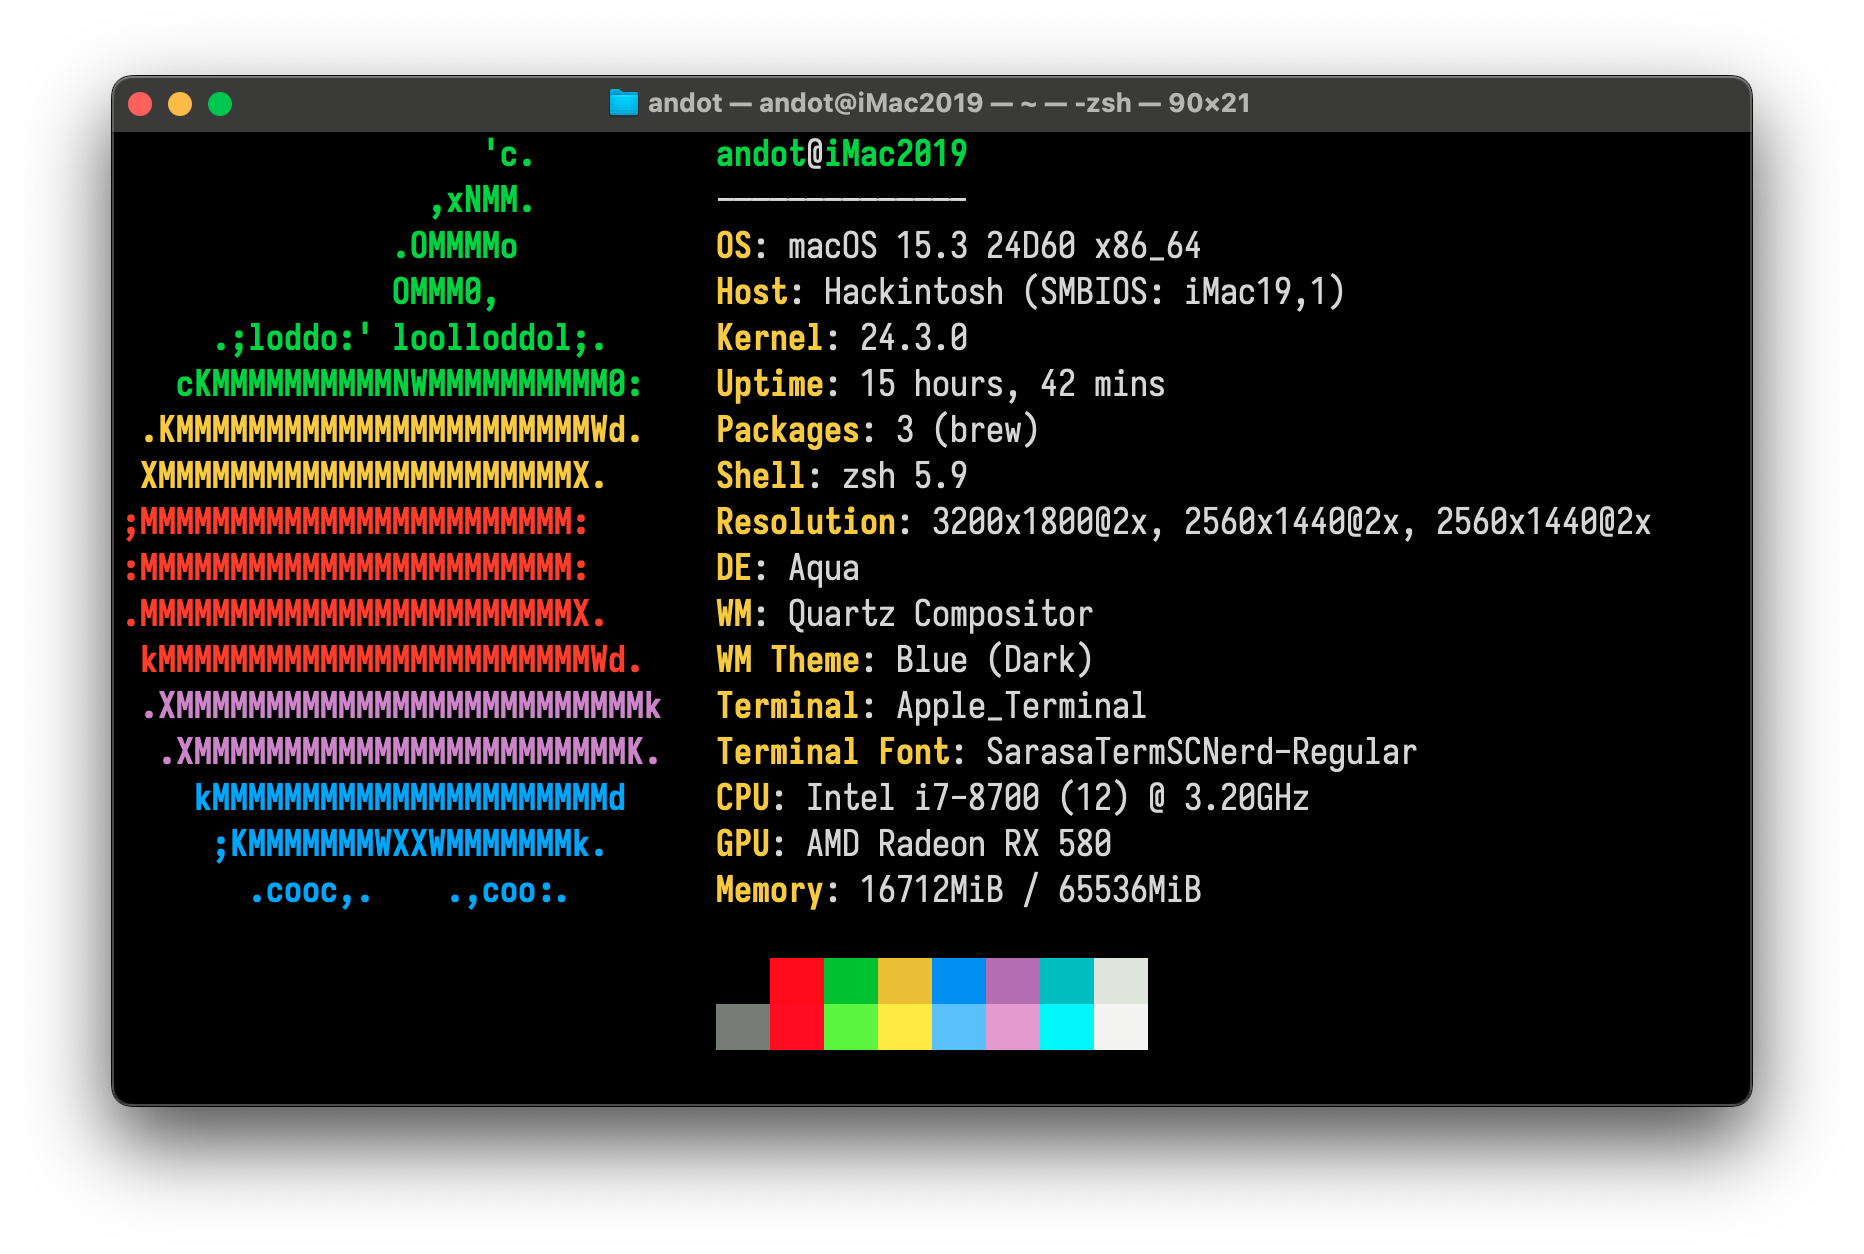 andot — andot@iMac2019 — ~ — -zsh — 90×21
                    'c.          andot@iMac2019
                 ,xNMM.          --------------
               .OMMMMo           OS: macOS 15.3 24D60 x86_64
               OMMM0,            Host: Hackintosh (SMBIOS: iMac19,1)
     .;loddo:' loolloddol;.      Kernel: 24.3.0
   cKMMMMMMMMMMNWMMMMMMMMMM0:    Uptime: 15 hours, 42 mins
 .KMMMMMMMMMMMMMMMMMMMMMMMWd.    Packages: 3 (brew)
 XMMMMMMMMMMMMMMMMMMMMMMMX.      Shell: zsh 5.9
;MMMMMMMMMMMMMMMMMMMMMMMM:       Resolution: 3200x1800@2x, 2560x1440@2x, 2560x1440@2x
:MMMMMMMMMMMMMMMMMMMMMMMM:       DE: Aqua
.MMMMMMMMMMMMMMMMMMMMMMMMX.      WM: Quartz Compositor
 kMMMMMMMMMMMMMMMMMMMMMMMMWd.    WM Theme: Blue (Dark)
 .XMMMMMMMMMMMMMMMMMMMMMMMMMMk   Terminal: Apple_Terminal
  .XMMMMMMMMMMMMMMMMMMMMMMMMK.   Terminal Font: SarasaTermSCNerd-Regular
    kMMMMMMMMMMMMMMMMMMMMMMd     CPU: Intel i7-8700 (12) @ 3.20GHz
     ;KMMMMMMMWXXWMMMMMMMk.      GPU: AMD Radeon RX 580
       .cooc,.    .,coo:.        Memory: 16712MiB / 65536MiB